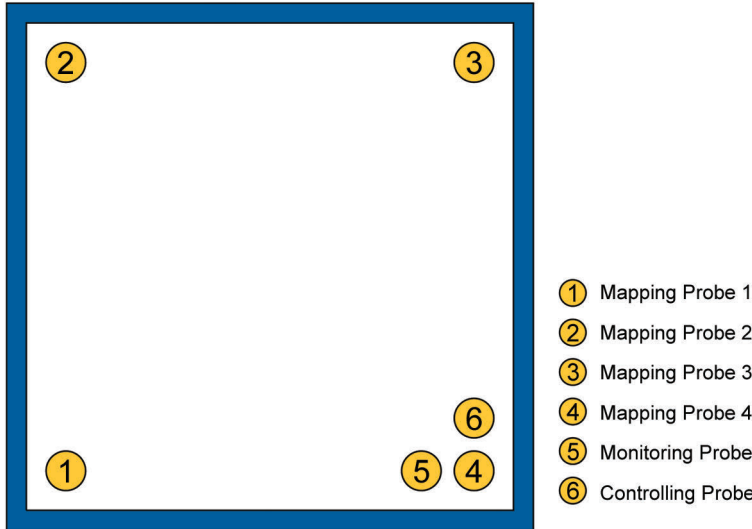 2 3
6
1 5 4
1 Mapping Probe 1
2 Mapping Probe 2
3 Mapping Probe 3
4 Mapping Probe 4
5 Monitoring Probe
6 Controlling Probe